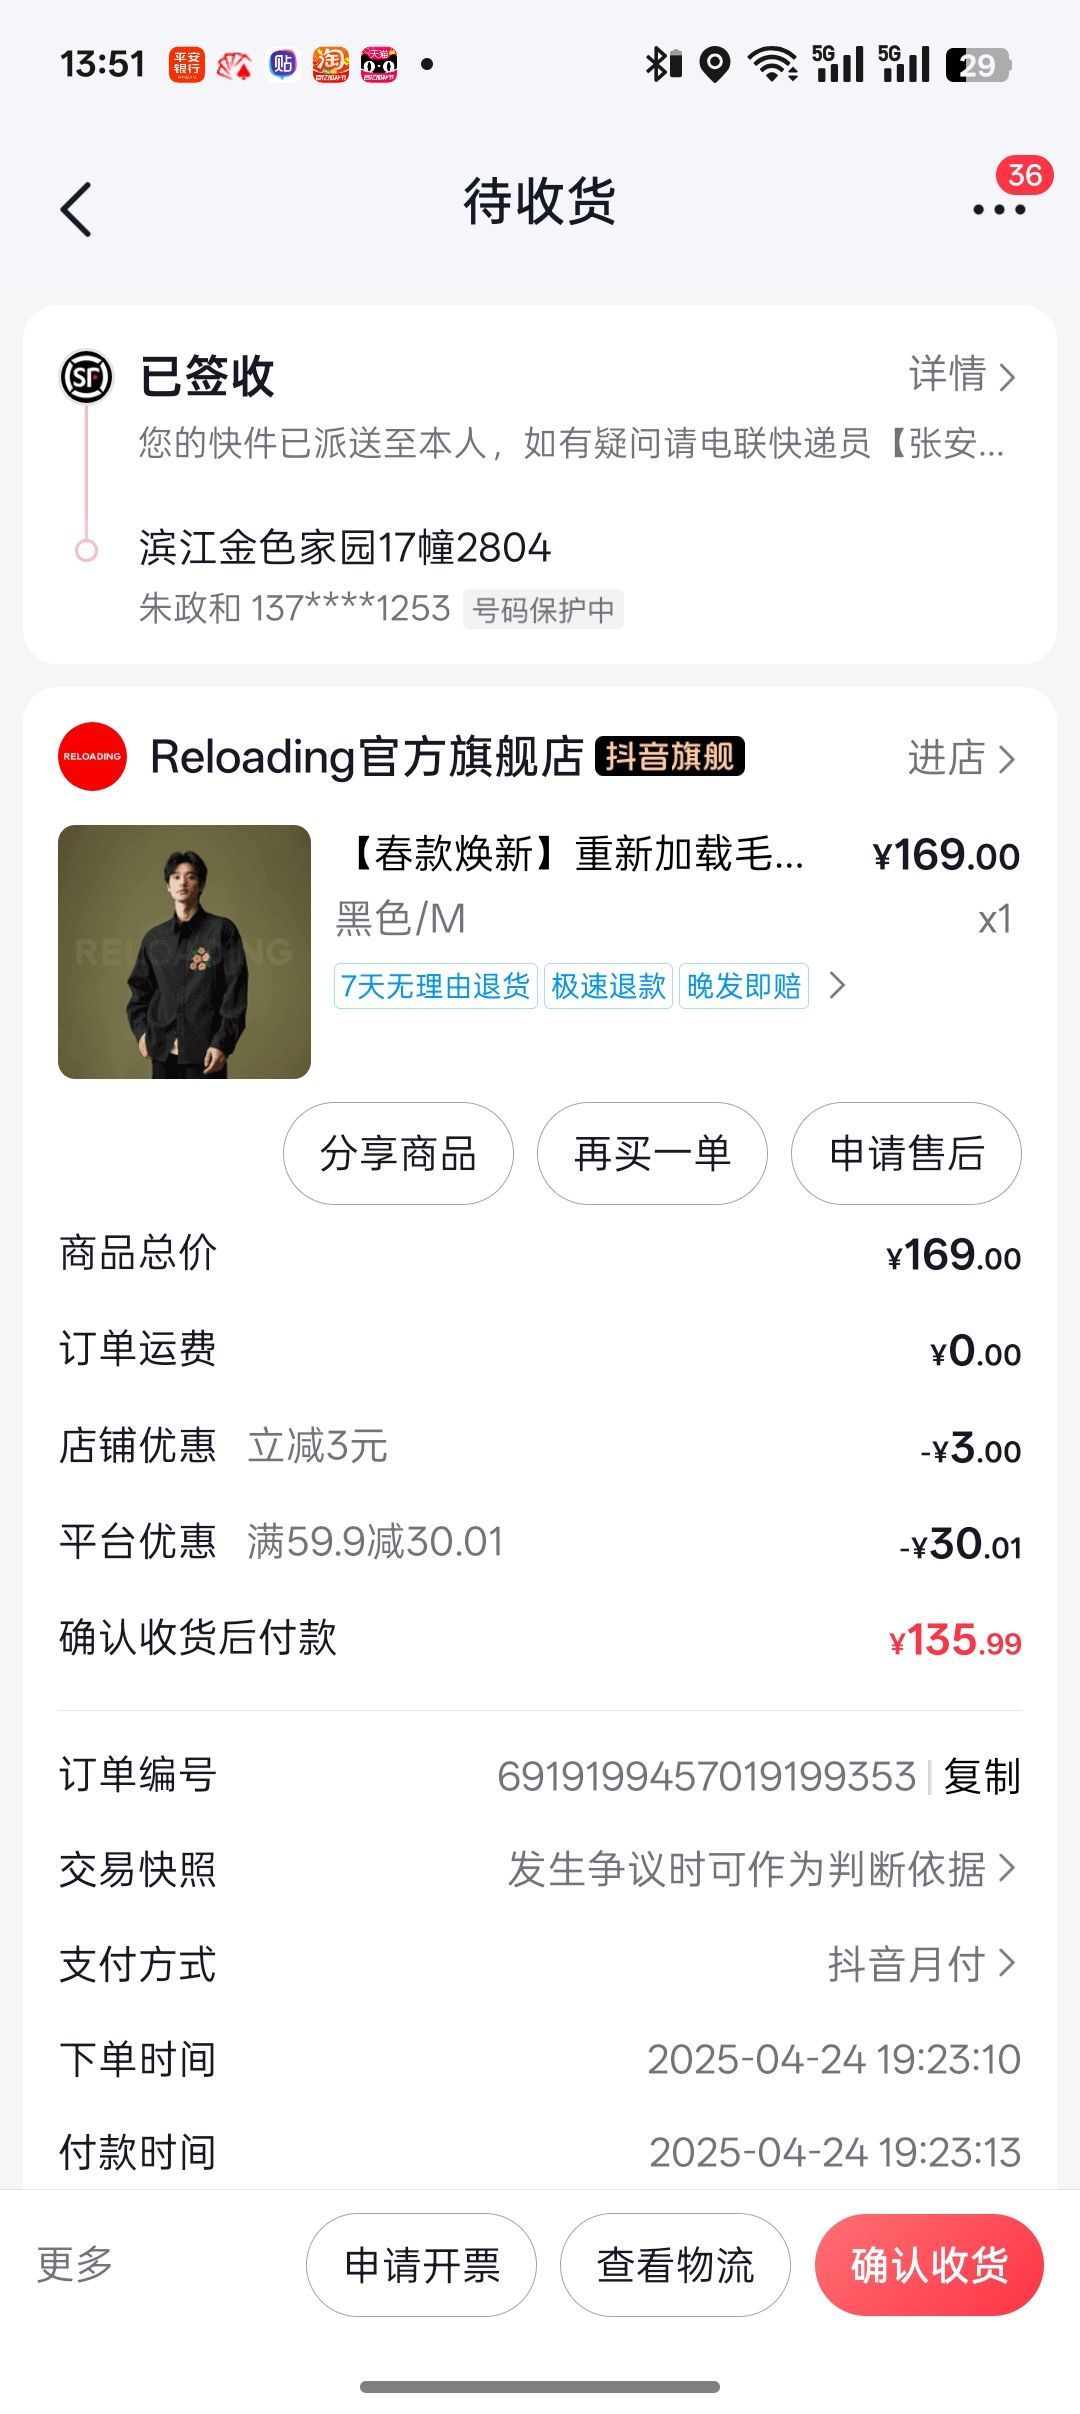 13:51
平安银行
贴
淘
天猫
5G
5G
29
待收货
36
SF
已签收
详情
您的快件已派送至本人，如有疑问请电联快递员【张安...
滨江金色家园17幢2804
朱政和 137****1253 号码保护中
RELOADING
Reloading官方旗舰店 抖音旗舰
进店
【春款焕新】重新加载毛... ¥169.00
RELOADING
黑色/M x1
7天无理由退货 极速退款 晚发即赔
分享商品 再买一单 申请售后
商品总价 ¥169.00
订单运费 ¥0.00
店铺优惠 立减3元 -¥3.00
平台优惠 满59.9减30.01 -¥30.01
确认收货后付款 ¥135.99
订单编号 6919199457019199353 | 复制
交易快照 发生争议时可作为判断依据
支付方式 抖音月付
下单时间 2025-04-24 19:23:10
付款时间 2025-04-24 19:23:13
更多 申请开票 查看物流 确认收货